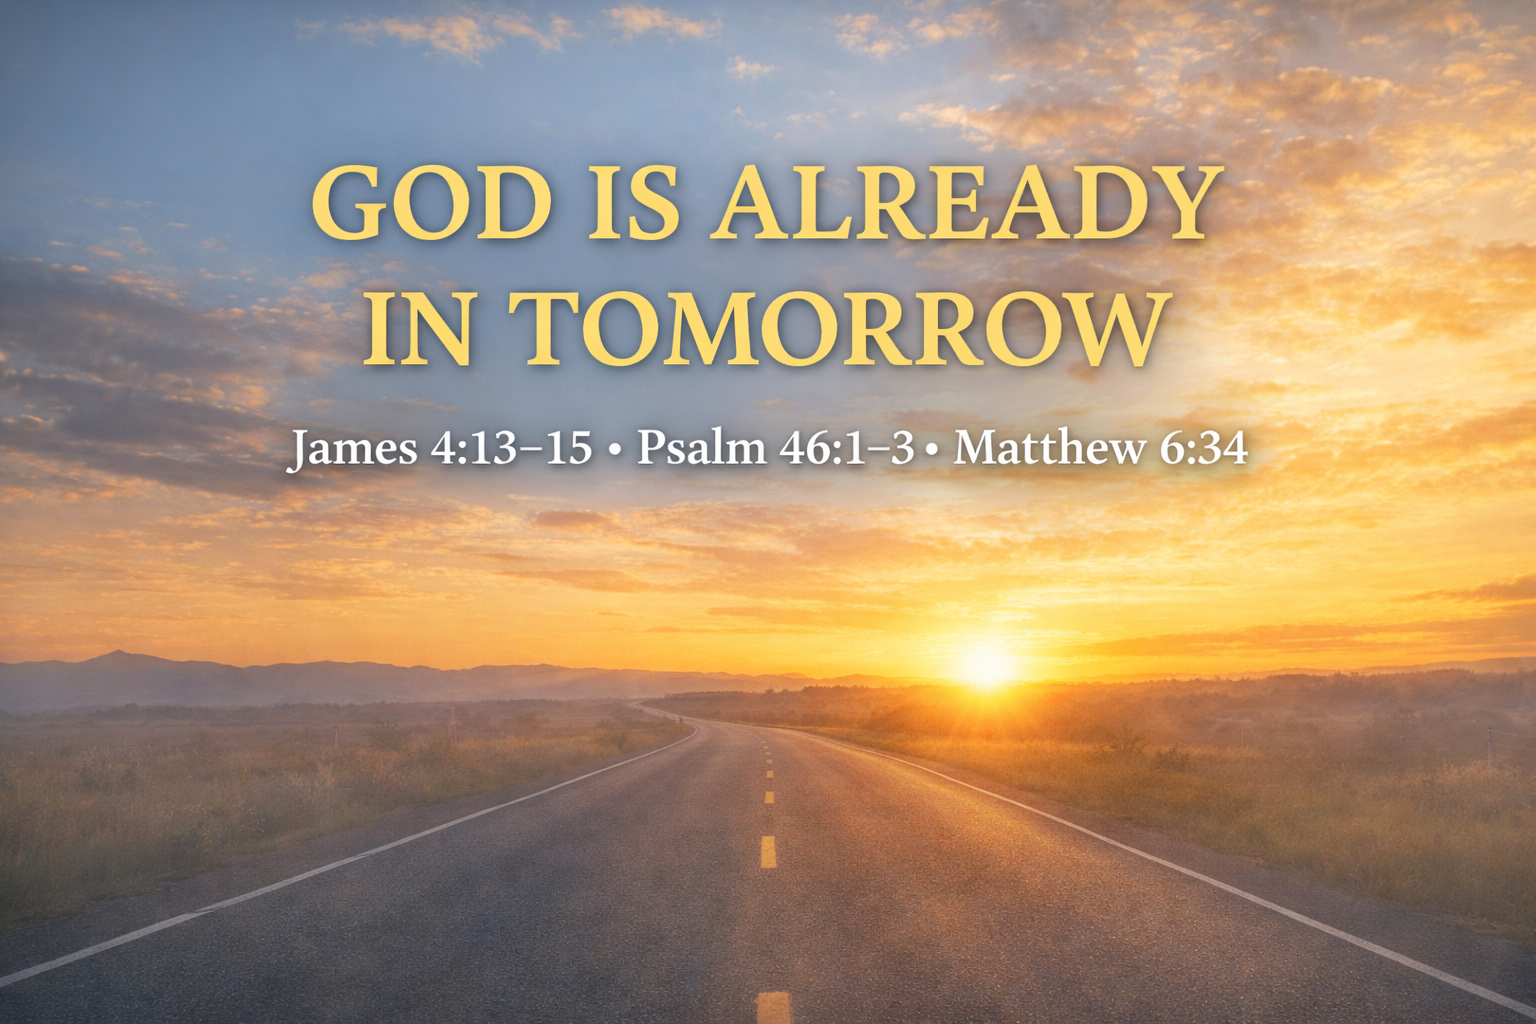 GOD IS ALREADY
IN TOMORROW
James 4:13–15 • Psalm 46:1–3 • Matthew 6:34